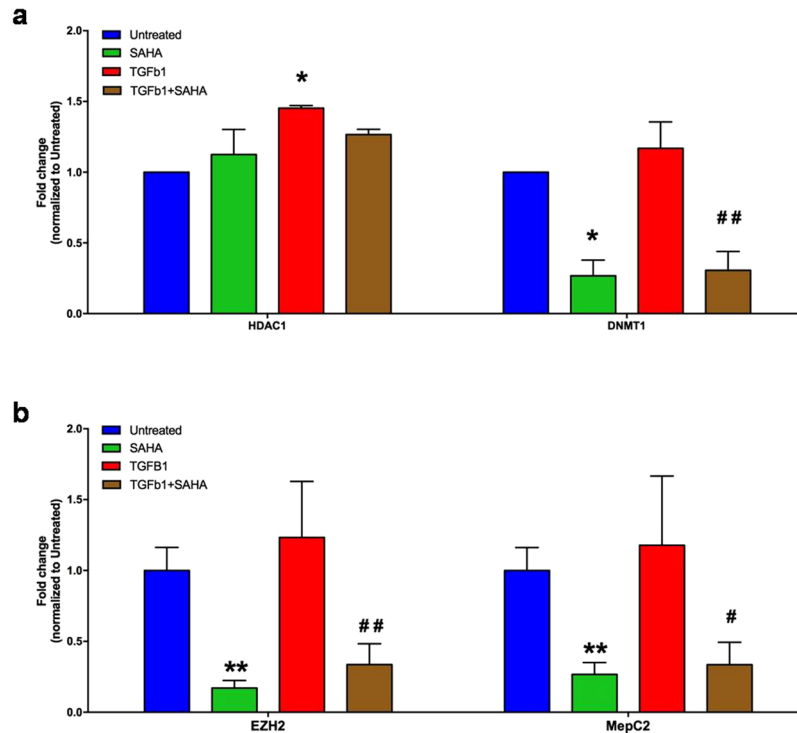 a
2.0
1.5
1.0
0.5
0.0
Fold change
(normalized to Untreated)
Untreated
SAHA
TGFb1
TGFb1+SAHA
*
*
##
HDAC1 DNMT1
b
2.0
1.5
1.0
0.5
0.0
Fold change
(normalized to Untreated)
Untreated
SAHA
TGFB1
TGFb1+SAHA
**
##
**
#
EZH2 MepC2